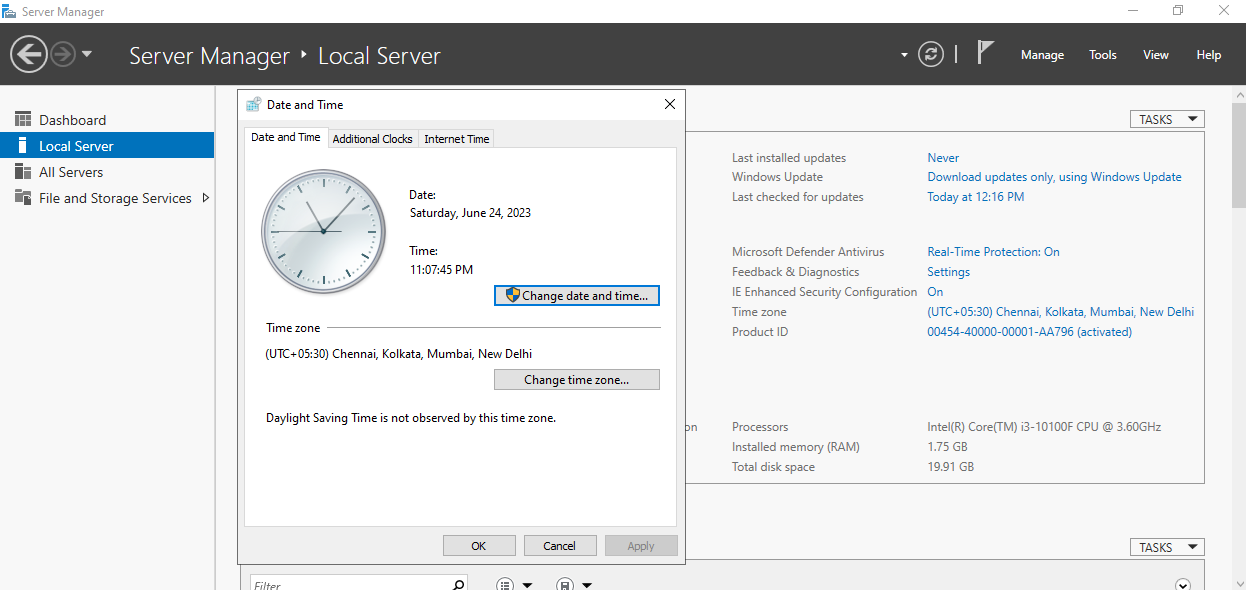 Server Manager
Server Manager
Local Server
Manage
Tools
View
Help
Dashboard
Local Server
All Servers
File and Storage Services
Date and Time
Date and Time
Additional Clocks
Internet Time
Date:
Saturday, June 24, 2023
Time:
11:07:45 PM
Change date and time...
Time zone
(UTC+05:30) Chennai, Kolkata, Mumbai, New Delhi
Change time zone...
Daylight Saving Time is not observed by this time zone.
OK
Cancel
Apply
TASKS
Last installed updates
Never
Windows Update
Download updates only, using Windows Update
Last checked for updates
Today at 12:16 PM
Microsoft Defender Antivirus
Real-Time Protection: On
Feedback & Diagnostics
Settings
IE Enhanced Security Configuration
On
Time zone
(UTC+05:30) Chennai, Kolkata, Mumbai, New Delhi
Product ID
00454-40000-00001-AA796 (activated)
on
Processors
Intel(R) Core(TM) i3-10100F CPU @ 3.60GHz
Installed memory (RAM)
1.75 GB
Total disk space
19.91 GB
TASKS
Filter